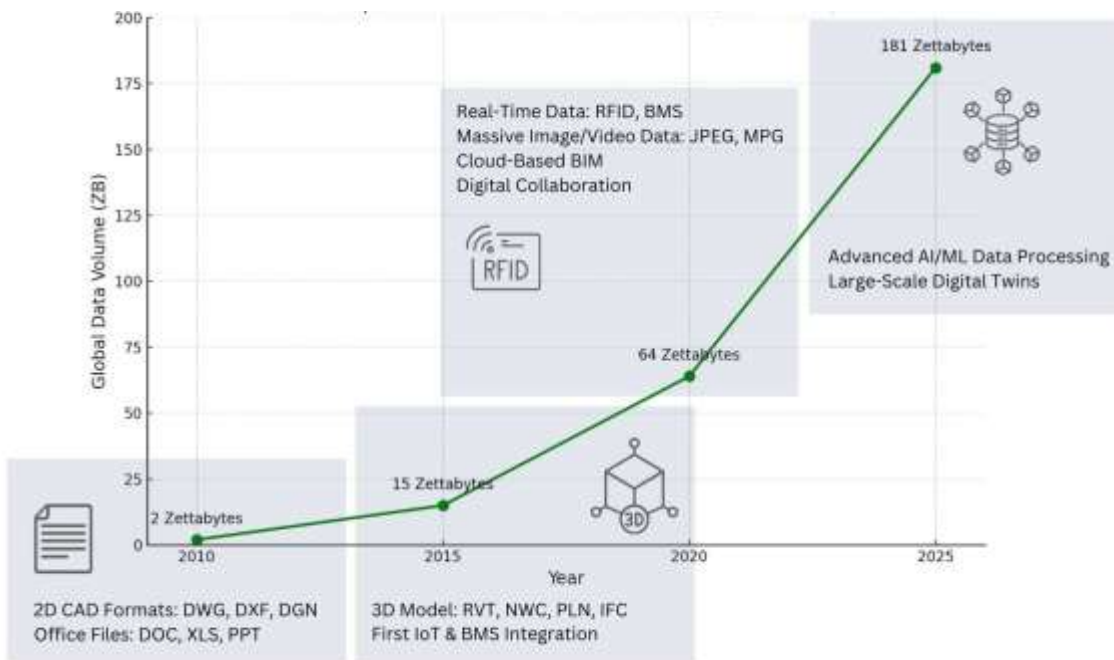 200
175
150
125
100
75
50
25
0
Global Data Volume (ZB)
2010
2015
2020
2025
Year
2 Zettabytes
15 Zettabytes
64 Zettabytes
181 Zettabytes
2D CAD Formats: DWG, DXF, DGN
Office Files: DOC, XLS, PPT
3D
3D Model: RVT, NWC, PLN, IFC
First IoT & BMS Integration
Real-Time Data: RFID, BMS
Massive Image/Video Data: JPEG, MPG
Cloud-Based BIM
Digital Collaboration
RFID
Advanced AI/ML Data Processing
Large-Scale Digital Twins